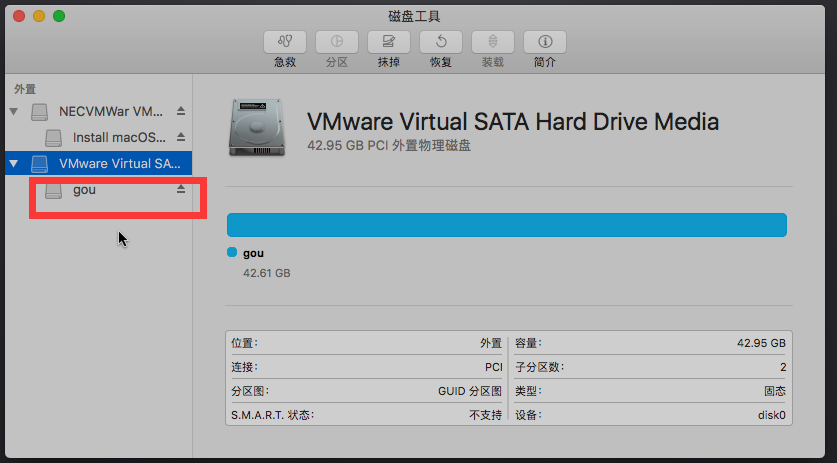 磁盘工具
急救 分区 抹掉 恢复 装载 简介
外置
NECVMWar VM...
Install macOS...
VMware Virtual SA...
gou
VMware Virtual SATA Hard Drive Media
42.95 GB PCI 外置物理磁盘
gou
42.61 GB
位置: 外置 容量: 42.95 GB
连接: PCI 子分区数: 2
分区图: GUID 分区图 类型: 固态
S.M.A.R.T. 状态: 不支持 设备: disk0